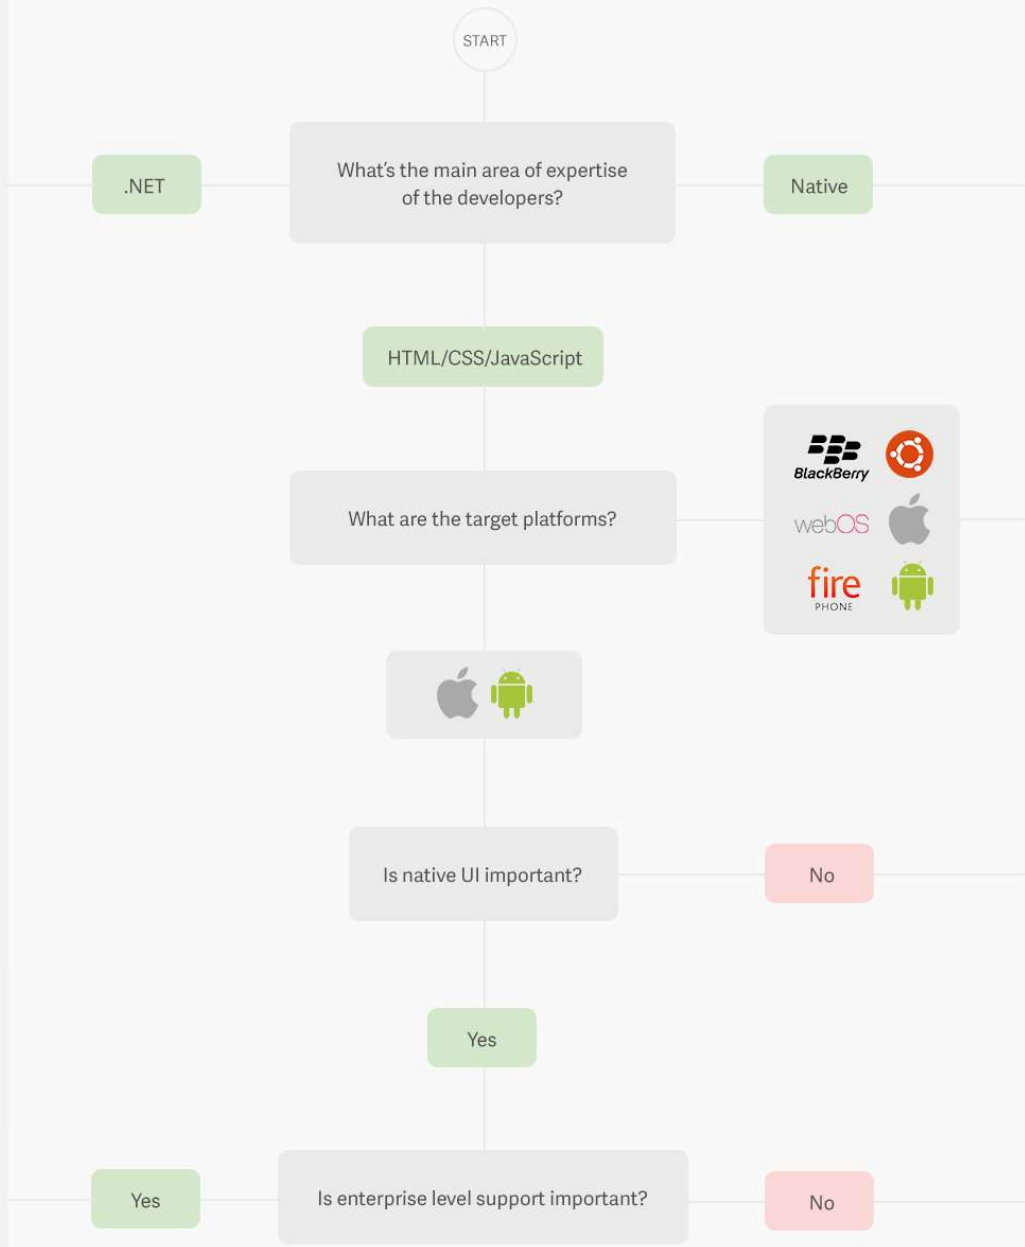 START
What's the main area of expertise
of the developers?
.NET
Native
HTML/CSS/JavaScript
What are the target platforms?
BlackBerry
webOS
fire
PHONE
Is native UI important?
No
Yes
Is enterprise level support important?
Yes
No